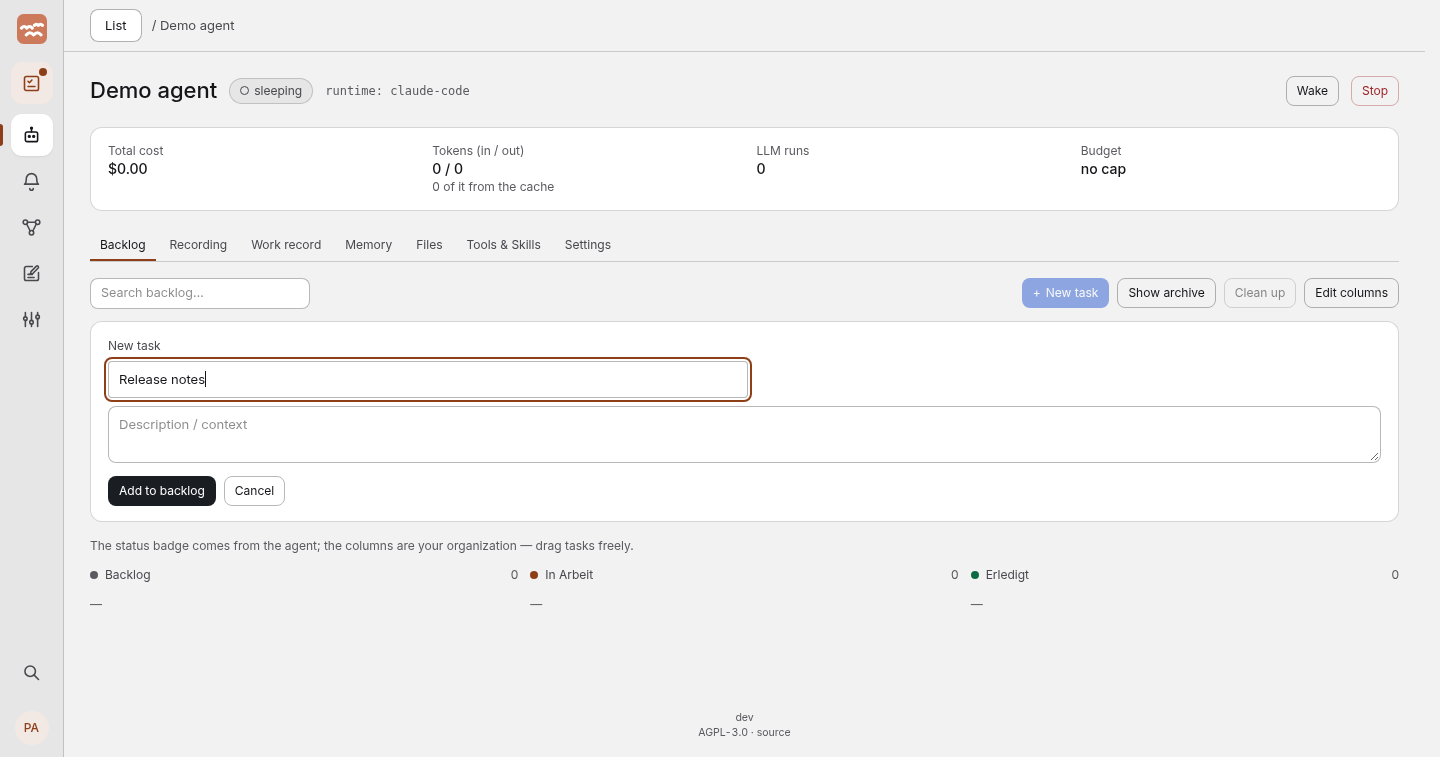 List / Demo agent
Demo agent sleeping runtime: claude-code Wake Stop
Total cost Tokens (in / out) LLM runs Budget
$0.00 0 / 0 0 no cap
0 of it from the cache
Backlog Recording Work record Memory Files Tools & Skills Settings
Search backlog... + New task Show archive Clean up Edit columns
New task
Release notes
Description / context
Add to backlog Cancel
The status badge comes from the agent; the columns are your organization — drag tasks freely.
Backlog 0 In Arbeit 0 Erledigt 0
— — —
PA
dev
AGPL-3.0 · source